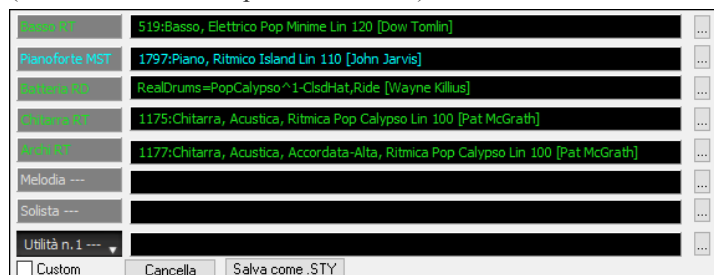 Basso RT 519:Basso, Elettrico Pop Minime Lin 120 [Dow Tomlin] ...
Pianoforte MST 1797:Piano, Ritmico Island Lin 110 [John Jarvis] ...
Batteria RD RealDrums=PopCalypso^1-ClsdHat,Ride [Wayne Killius] ...
Chitarra RT 1175:Chitarra, Acustica, Ritmica Pop Calypso Lin 100 [Pat McGrath] ...
Archi RT 1177:Chitarra, Acustica, Accordata-Alta, Ritmica Pop Calypso Lin 100 [Pat McGrath] ...
Melodia --- ...
Solista --- ...
Utilità n.1 --- ...
Custom Cancella Salva come .STY